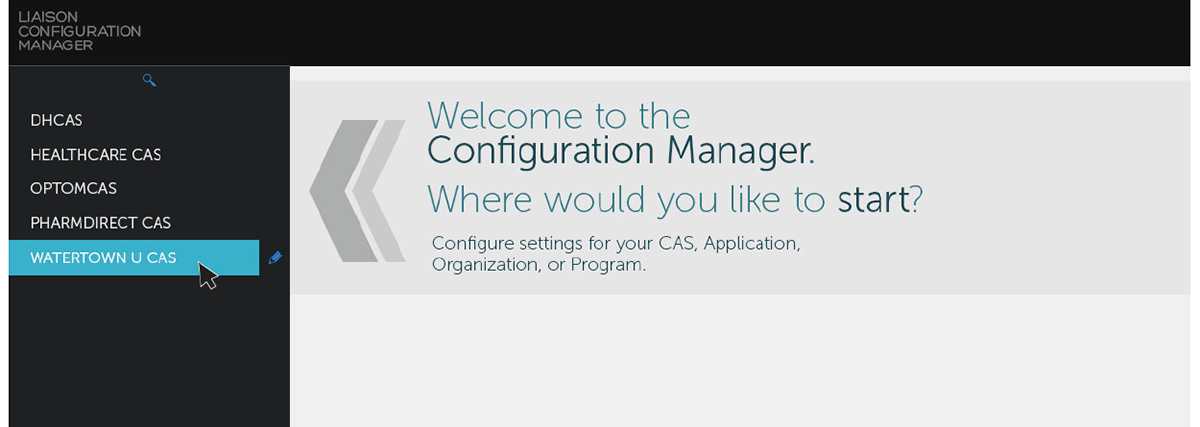 LIAISON
CONFIGURATION
MANAGER
DHCAS
HEALTHCARE CAS
OPTOMCAS
PHARMDIRECT CAS
WATERTOWN U CAS
Welcome to the
Configuration Manager.
Where would you like to start?
Configure settings for your CAS, Application,
Organization, or Program.